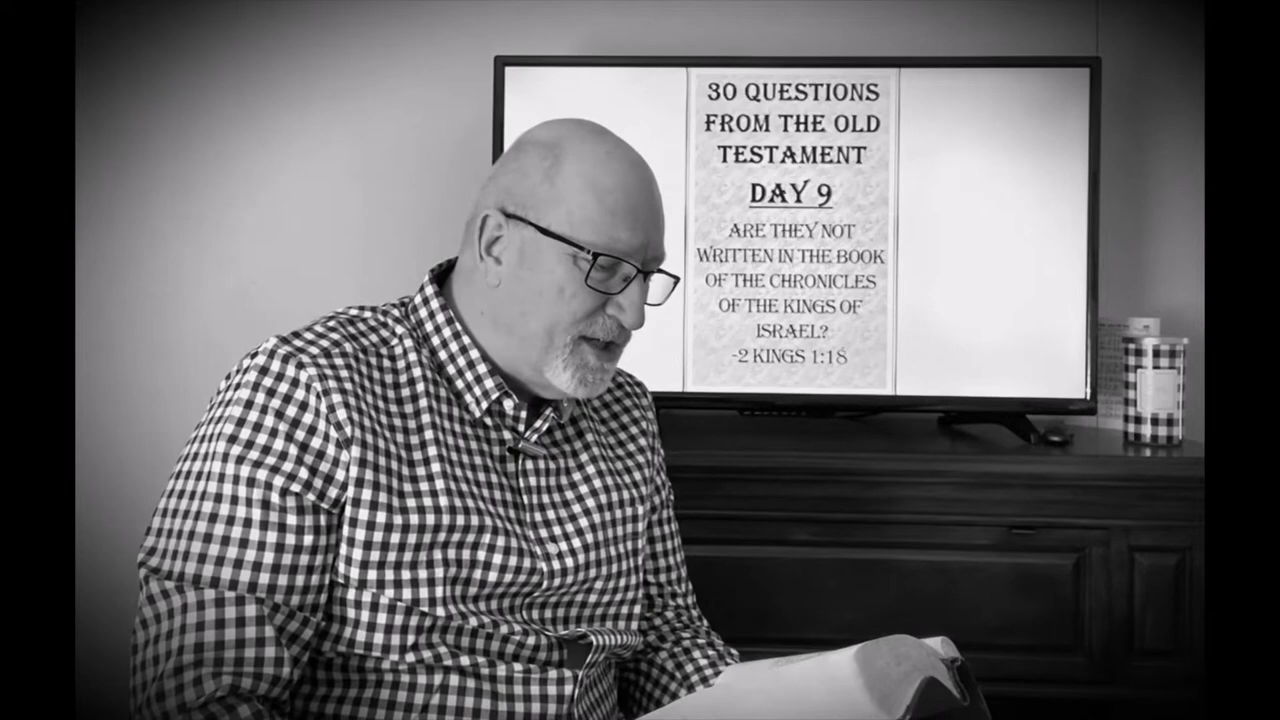 30 QUESTIONS
FROM THE OLD
TESTAMENT
DAY 9
ARE THEY NOT
WRITTEN IN THE BOOK
OF THE CHRONICLES
OF THE KINGS OF
ISRAEL?
-2 KINGS 1:18